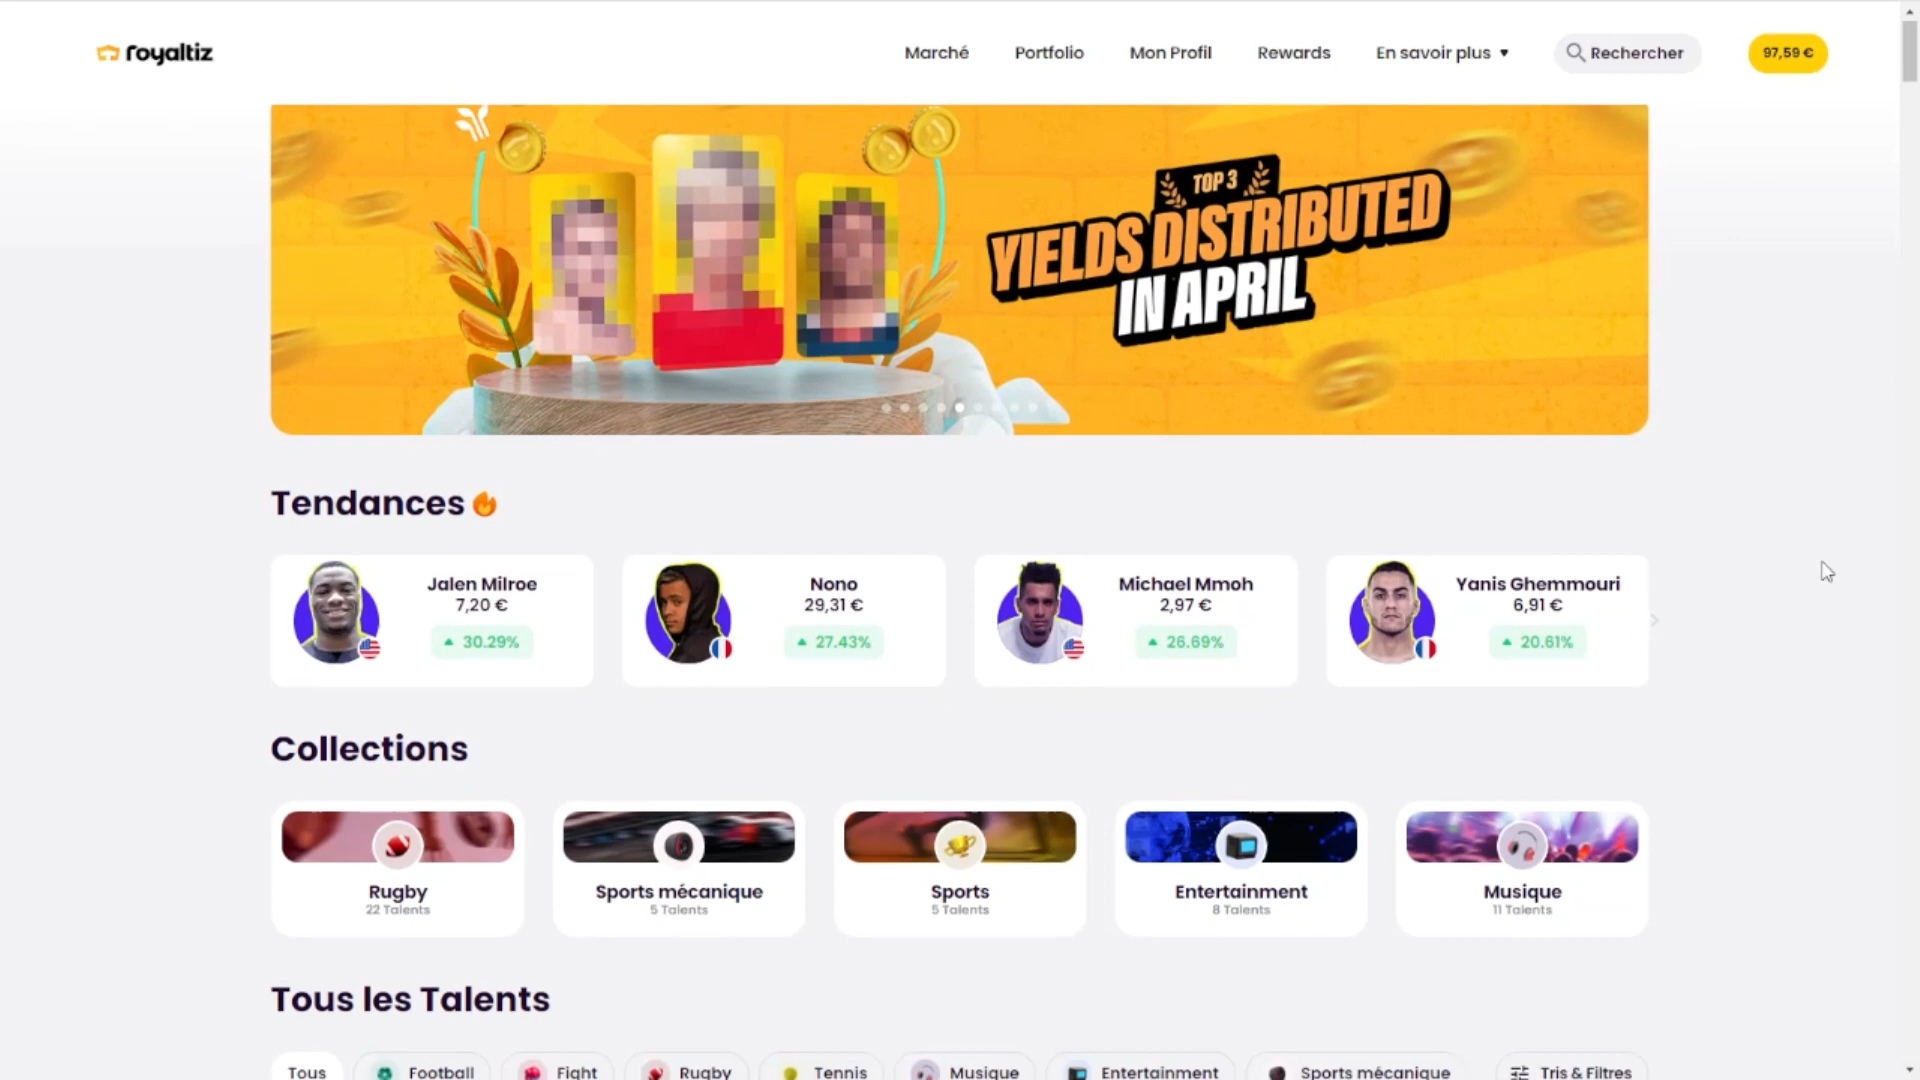 royaltiz
Marché Portfolio Mon Profil Rewards En savoir plus Rechercher 97,59 €
TOP 3
YIELDS DISTRIBUTED
IN APRIL
Tendances
Jalen Milroe
7,20 €
30.29%
Nono
29,31 €
27.43%
Michael Mmoh
2,97 €
26.69%
Yanis Ghemmouri
6,91 €
20.61%
Collections
Rugby
22 Talents
Sports mécanique
5 Talents
Sports
5 Talents
Entertainment
8 Talents
Musique
11 Talents
Tous les Talents
Tous Football Fight Rugby Tennis Musique Entertainment Sports mécanique Tris & Filtres